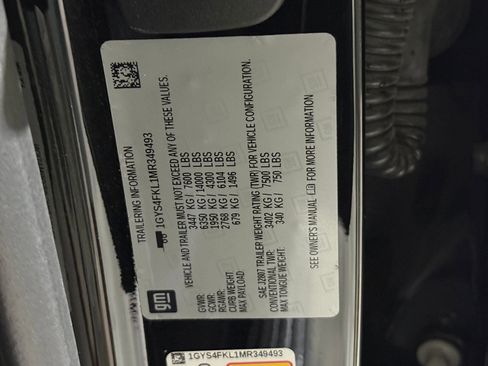 TRAILERING INFORMATION
1GYS4FKL1MR349493
VEHICLE AND TRAILER MUST NOT EXCEED ANY OF THESE VALUES.
GVWR: 3447 KG / 7600 LBS
GCWR: 6350 KG / 14000 LBS
RGAWR: 1950 KG / 4300 LBS
CURB WEIGHT 2768 KG / 6104 LBS
MAX PAYLOAD 679 KG / 1496 LBS
SAE J2807 TRAILER WEIGHT RATING (TWR) FOR VEHICLE CONFIGURATION.
CONVENTIONAL TWR: 3402 KG / 7500 LBS
MAX TONGUE WEIGHT: 340 KG / 750 LBS
SEE OWNER'S MANUAL FOR MORE INFORMATION
gm
1GYS4FKL1MR349493